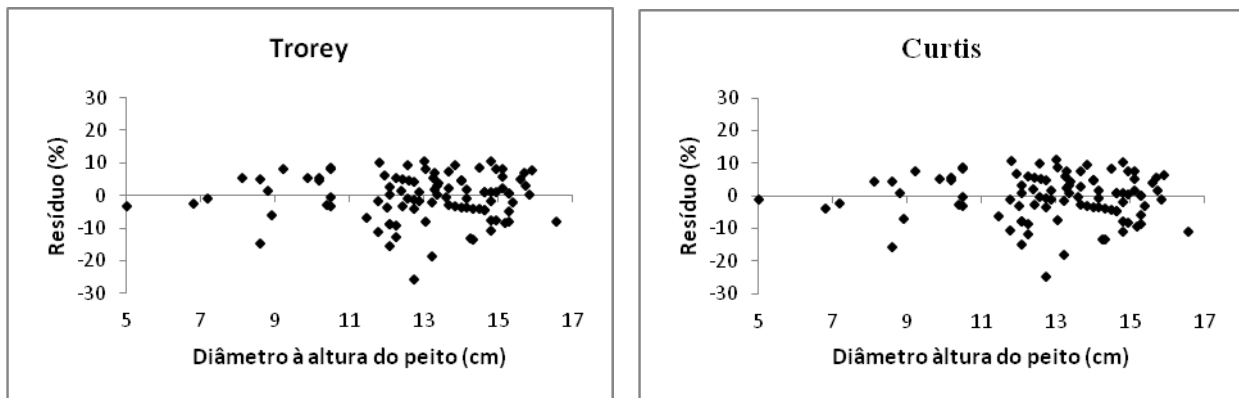 Trorey
Resíduo (%)
30
20
10
0
-10
-20
-30
5 7 9 11 13 15 17
Diâmetro à altura do peito (cm)
Curtis
Resíduo (%)
30
20
10
0
-10
-20
-30
5 7 9 11 13 15 17
Diâmetro àltura do peito (cm)